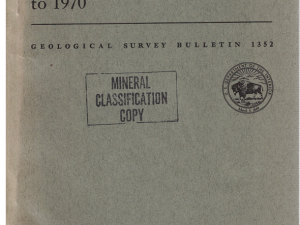 to 1970
GEOLOGICAL SURVEY BULLETIN 1352
MINERAL
CLASSIFICATION
COPY